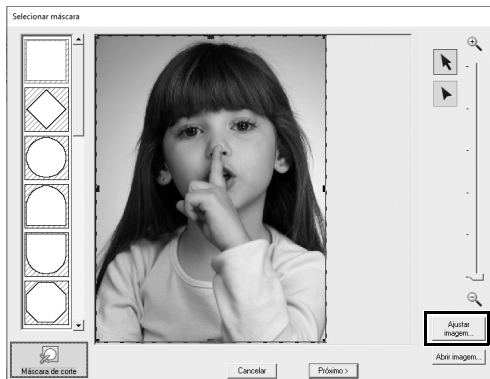 Selecionar máscara
Ajustar
imagem...
Abrir imagem...
Máscara de corte
Cancelar
Próximo >